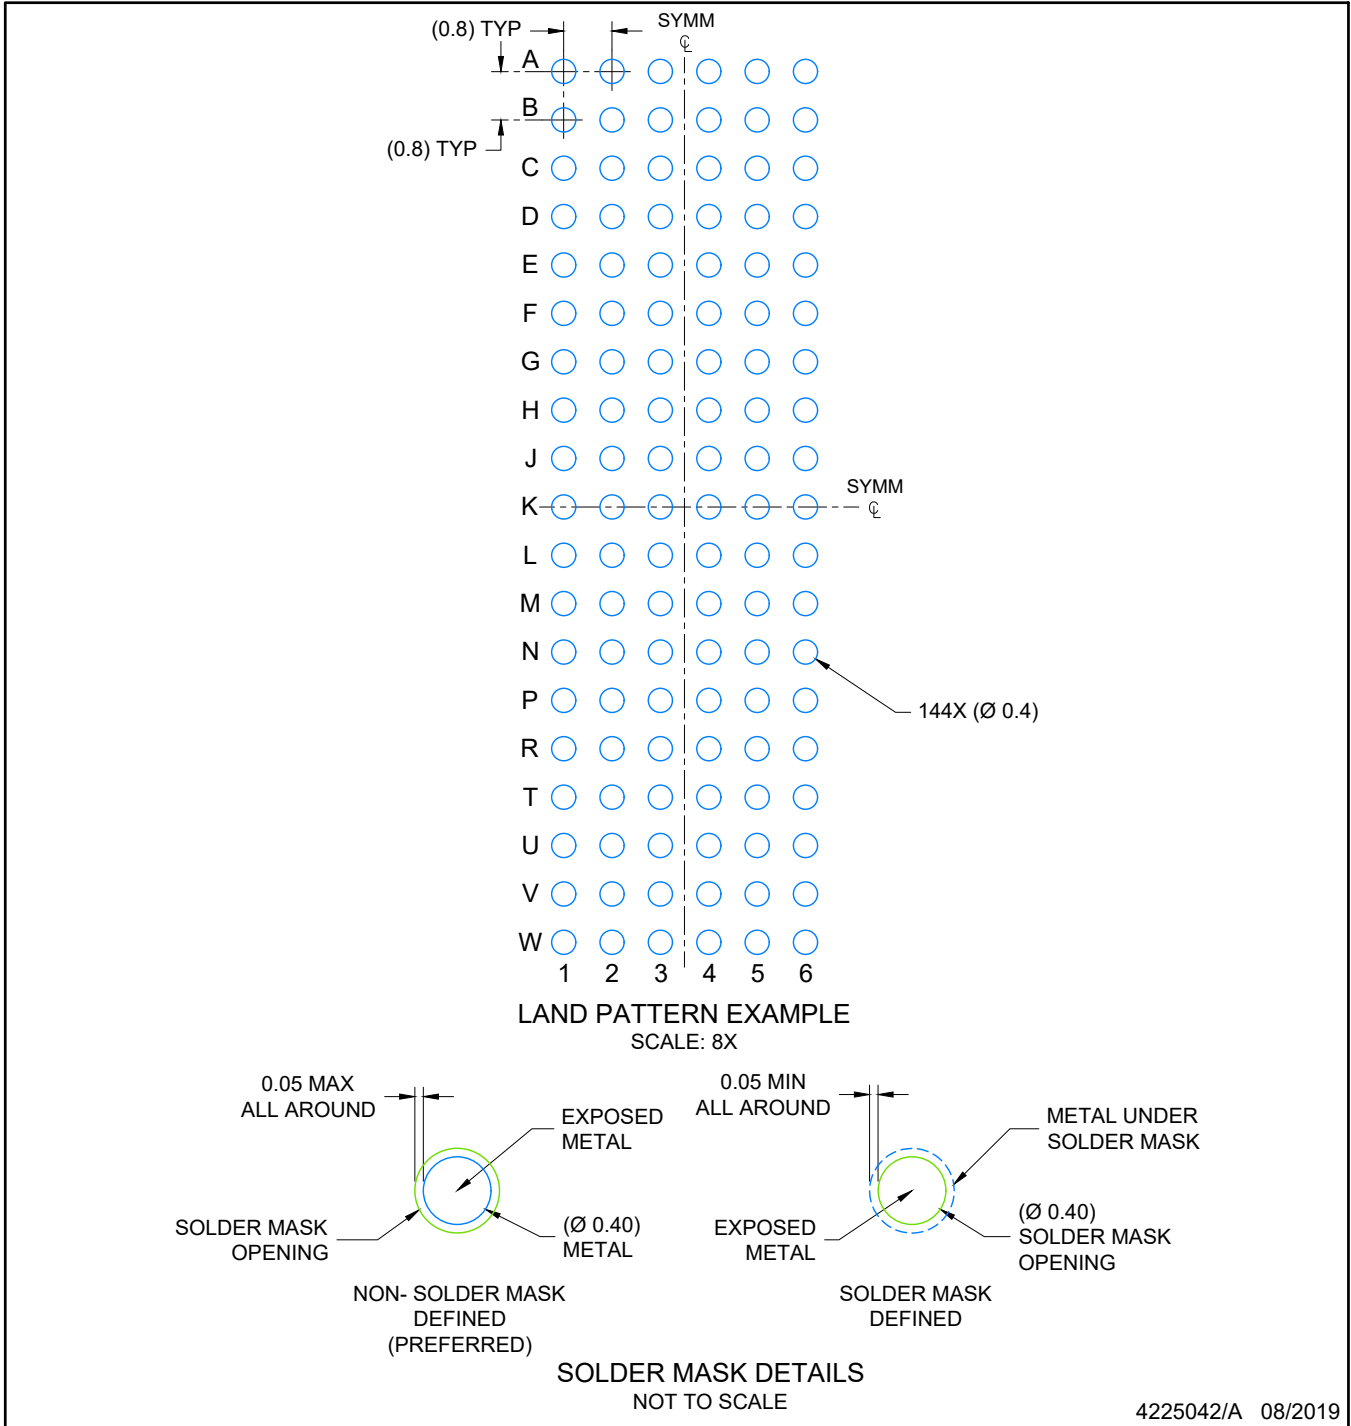 (0.8) TYP
SYMM
℄
A
B
(0.8) TYP
C
D
E
F
G
H
J
SYMM
K
℄
L
M
N
P
144X (Ø 0.4)
R
T
U
V
W
1 2 3 4 5 6
LAND PATTERN EXAMPLE
SCALE: 8X
0.05 MAX
ALL AROUND
EXPOSED
METAL
SOLDER MASK
OPENING
(Ø 0.40)
METAL
NON- SOLDER MASK
DEFINED
(PREFERRED)
0.05 MIN
ALL AROUND
METAL UNDER
SOLDER MASK
EXPOSED
METAL
(Ø 0.40)
SOLDER MASK
OPENING
SOLDER MASK
DEFINED
SOLDER MASK DETAILS
NOT TO SCALE
4225042/A 08/2019